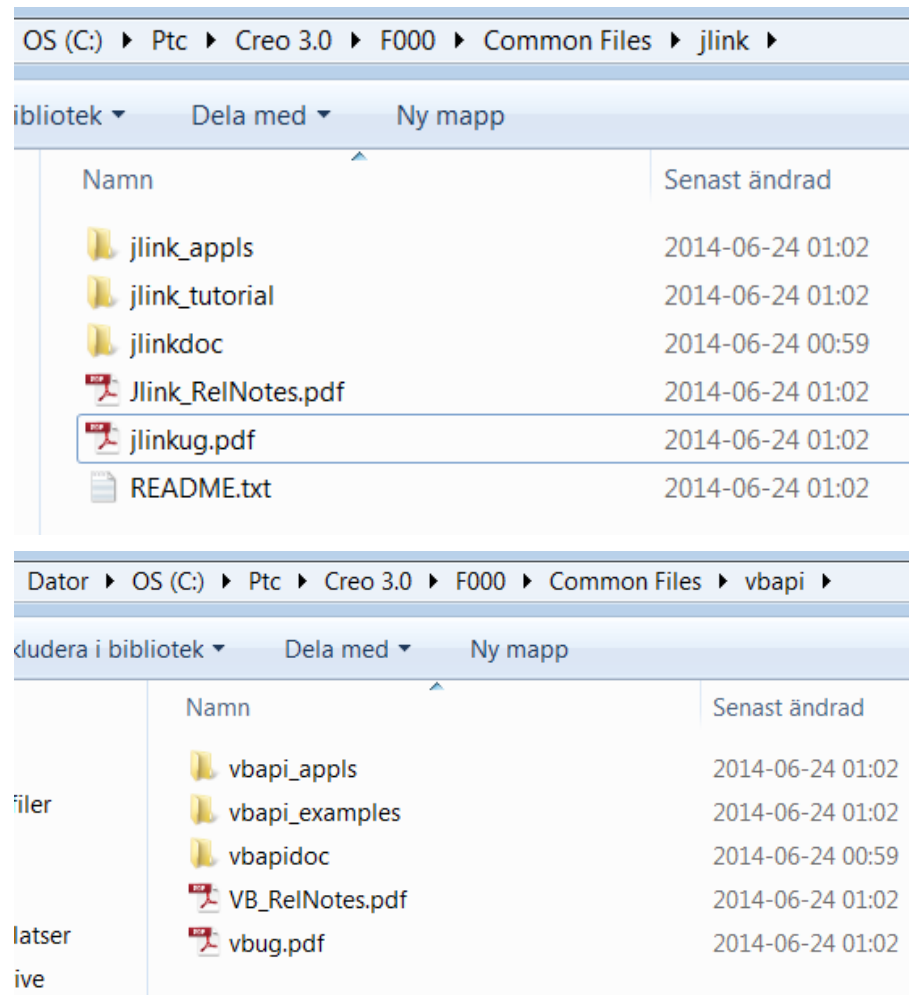 OS (C:) ▸ Ptc ▸ Creo 3.0 ▸ F000 ▸ Common Files ▸ jlink ▸
ibliotek ▾ Dela med ▾ Ny mapp
Namn Senast ändrad
jlink_appls 2014-06-24 01:02
jlink_tutorial 2014-06-24 01:02
jlinkdoc 2014-06-24 00:59
Jlink_RelNotes.pdf 2014-06-24 01:02
jlinkug.pdf 2014-06-24 01:02
README.txt 2014-06-24 01:02
Dator ▸ OS (C:) ▸ Ptc ▸ Creo 3.0 ▸ F000 ▸ Common Files ▸ vbapi ▸
kludera i bibliotek ▾ Dela med ▾ Ny mapp
Namn Senast ändrad
vbapi_appls 2014-06-24 01:02
filer vbapi_examples 2014-06-24 01:02
vbapidoc 2014-06-24 00:59
VB_RelNotes.pdf 2014-06-24 01:02
latser vbug.pdf 2014-06-24 01:02
ive